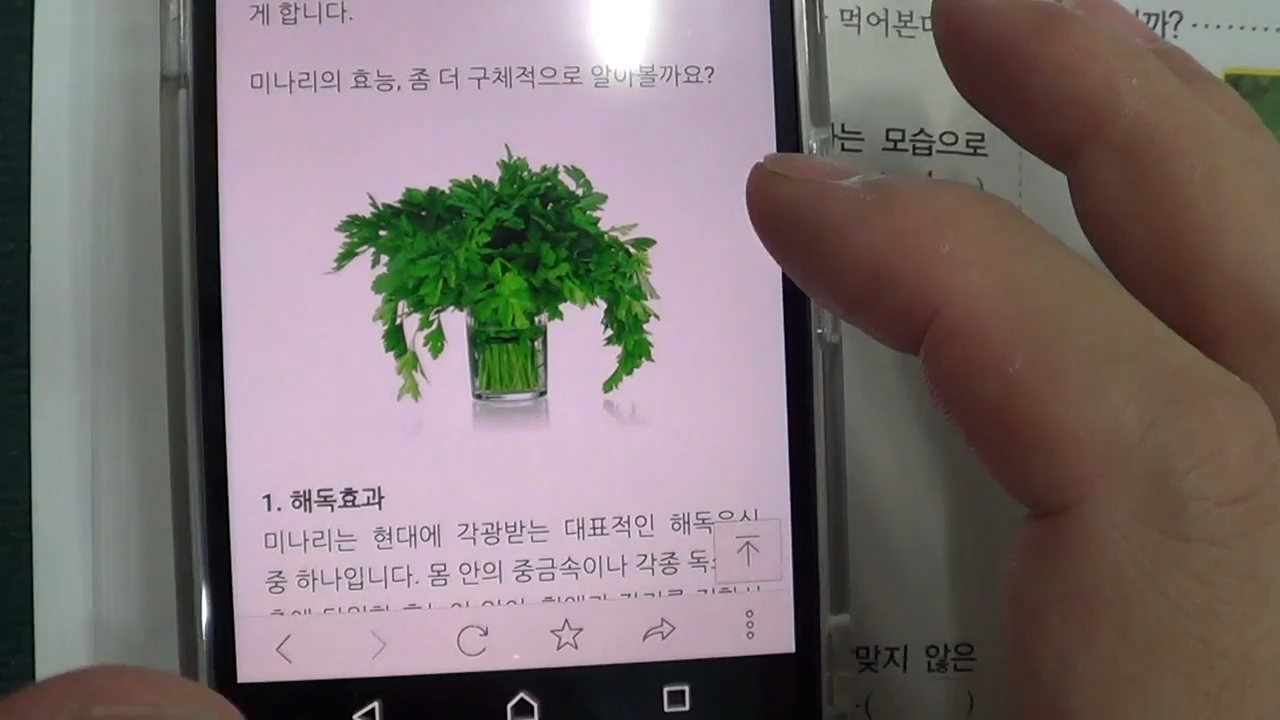 게 합니다.
미나리의 효능, 좀 더 구체적으로 알아볼까요?
1. 해독효과
미나리는 현대에 각광받는 대표적인 해독음식
중 하나입니다. 몸 안의 중금속이나 각종
먹어본
까?
는 모습으로
맞지 않은
( )